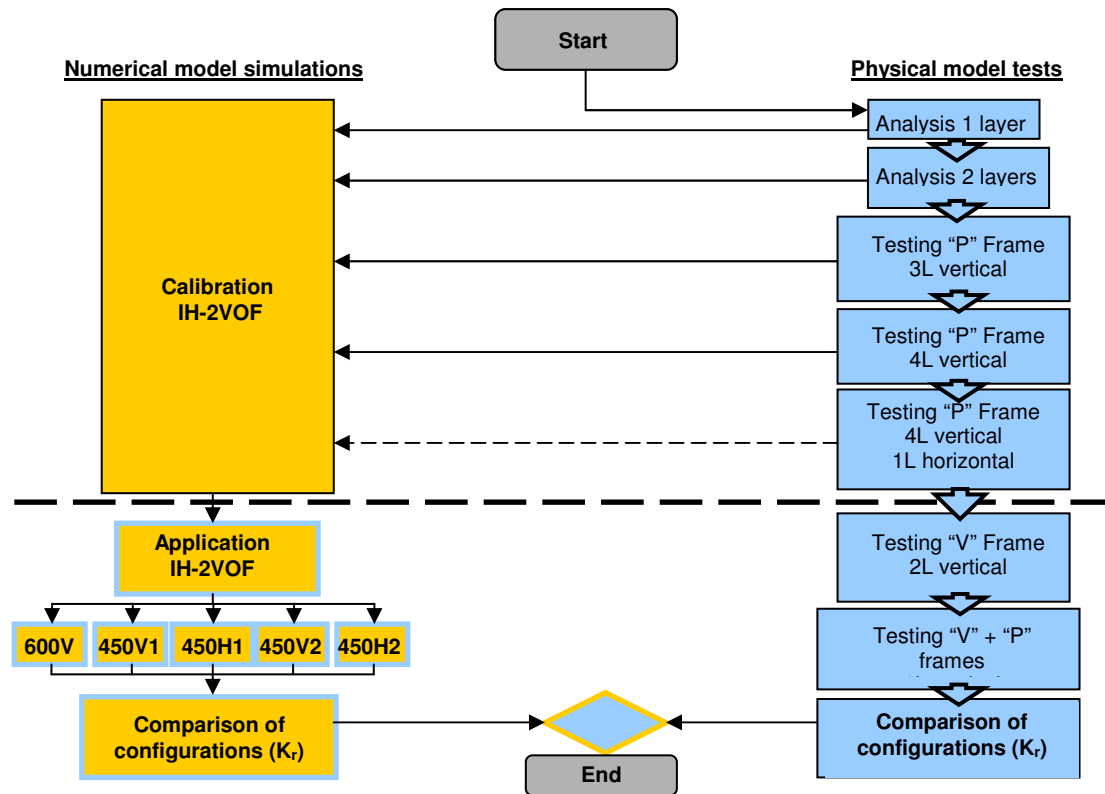 Start
Numerical model simulations
Physical model tests
Analysis 1 layer
Analysis 2 layers
Testing “P” Frame
3L vertical
Calibration
IH-2VOF
Testing “P” Frame
4L vertical
Testing “P” Frame
4L vertical
1L horizontal
Application
IH-2VOF
Testing “V” Frame
2L vertical
600V
450V1
450H1
450V2
450H2
Testing “V” + “P”
frames
Comparison of
configurations (Kr)
Comparison of
configurations (Kr)
End